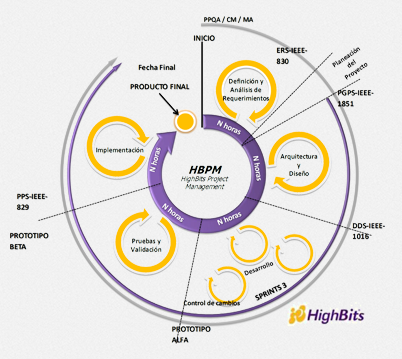 PPQA / CM / MA
INICIO
Fecha Final
PRODUCTO FINAL
ERS-IEEE-
830
Planeación
del
Proyecto
PGPS-IEEE-
1851
Definición y
Análisis de
Requerimientos
N horas
N horas
N horas
N horas
N horas
Implementación
HBPM
HighBits Project
Management
Arquitectura
y
Diseño
PPS-IEEE-
829
PROTOTIPO
BETA
DDS-IEEE-
1016
Pruebas y
Validación
Desarrollo
SPRINTS 3
Control de cambios
PROTOTIPO
ALFA
HighBits